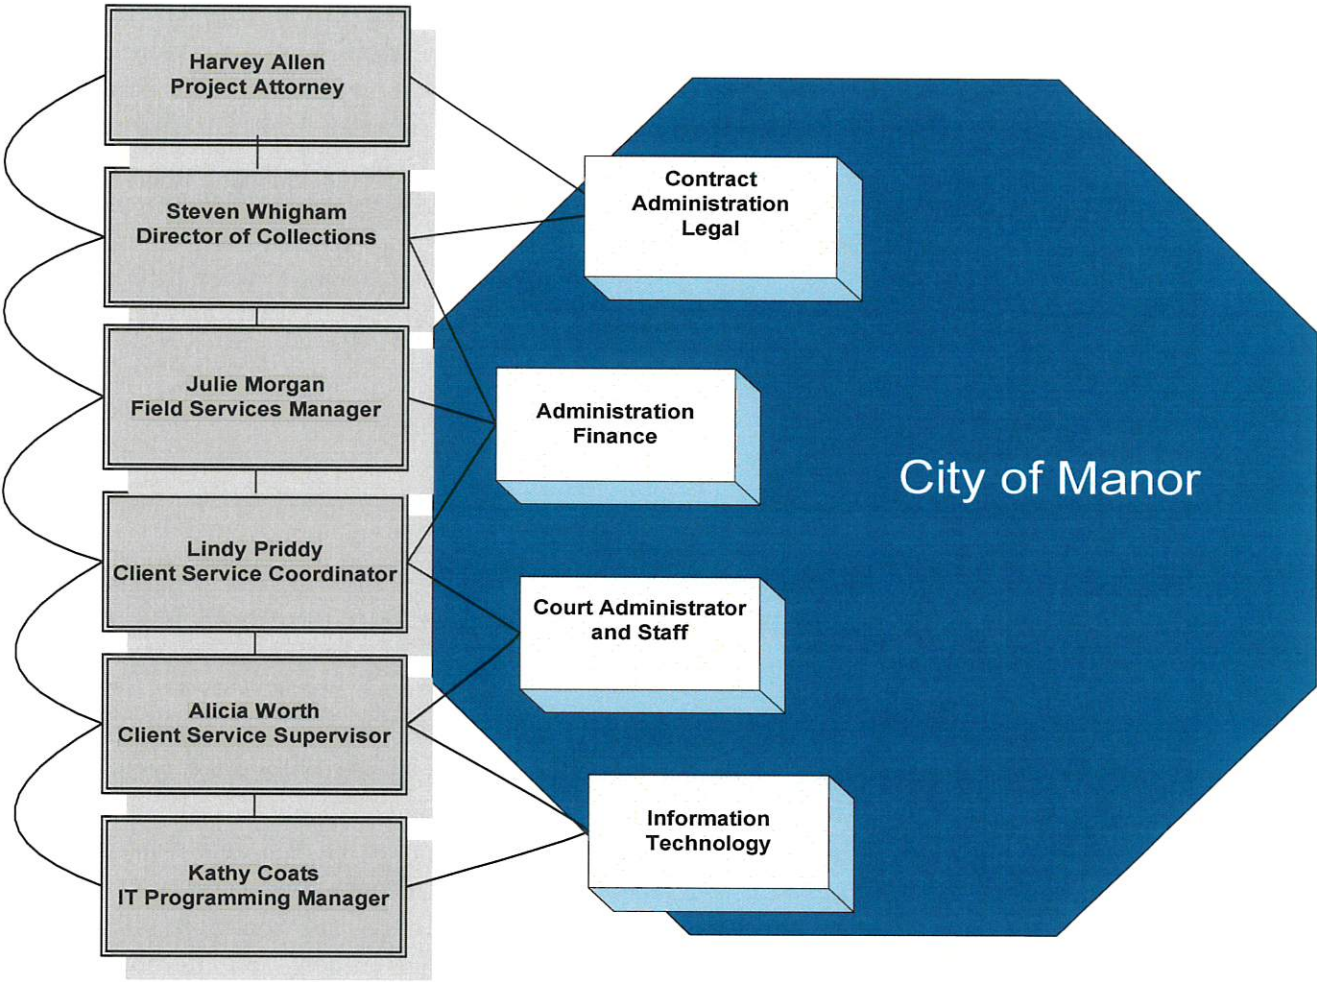 Harvey Allen
Project Attorney
Steven Whigham
Director of Collections
Julie Morgan
Field Services Manager
Lindy Priddy
Client Service Coordinator
Alicia Worth
Client Service Supervisor
Kathy Coats
IT Programming Manager
Contract
Administration
Legal
Administration
Finance
Court Administrator
and Staff
Information
Technology
City of Manor